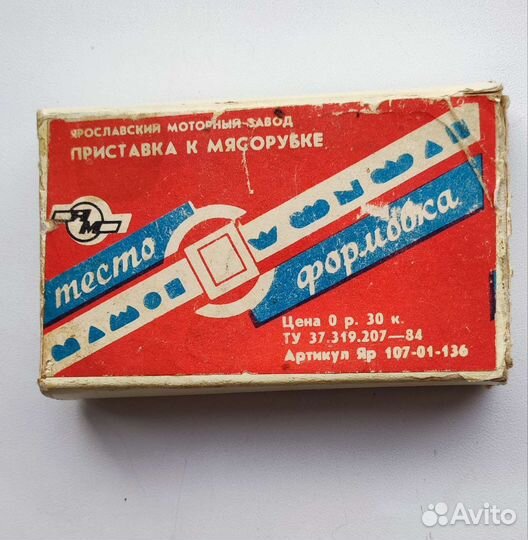 ЯРОСЛАВСКИЙ МОТОРНЫЙ ЗАВОД
ПРИСТАВКА К МЯСОРУБКЕ
ЯМ
тесто
формовка
Цена 0 р. 30 к.
ТУ 37.319.207—84
Артикул Яр 107-01-136
Avito